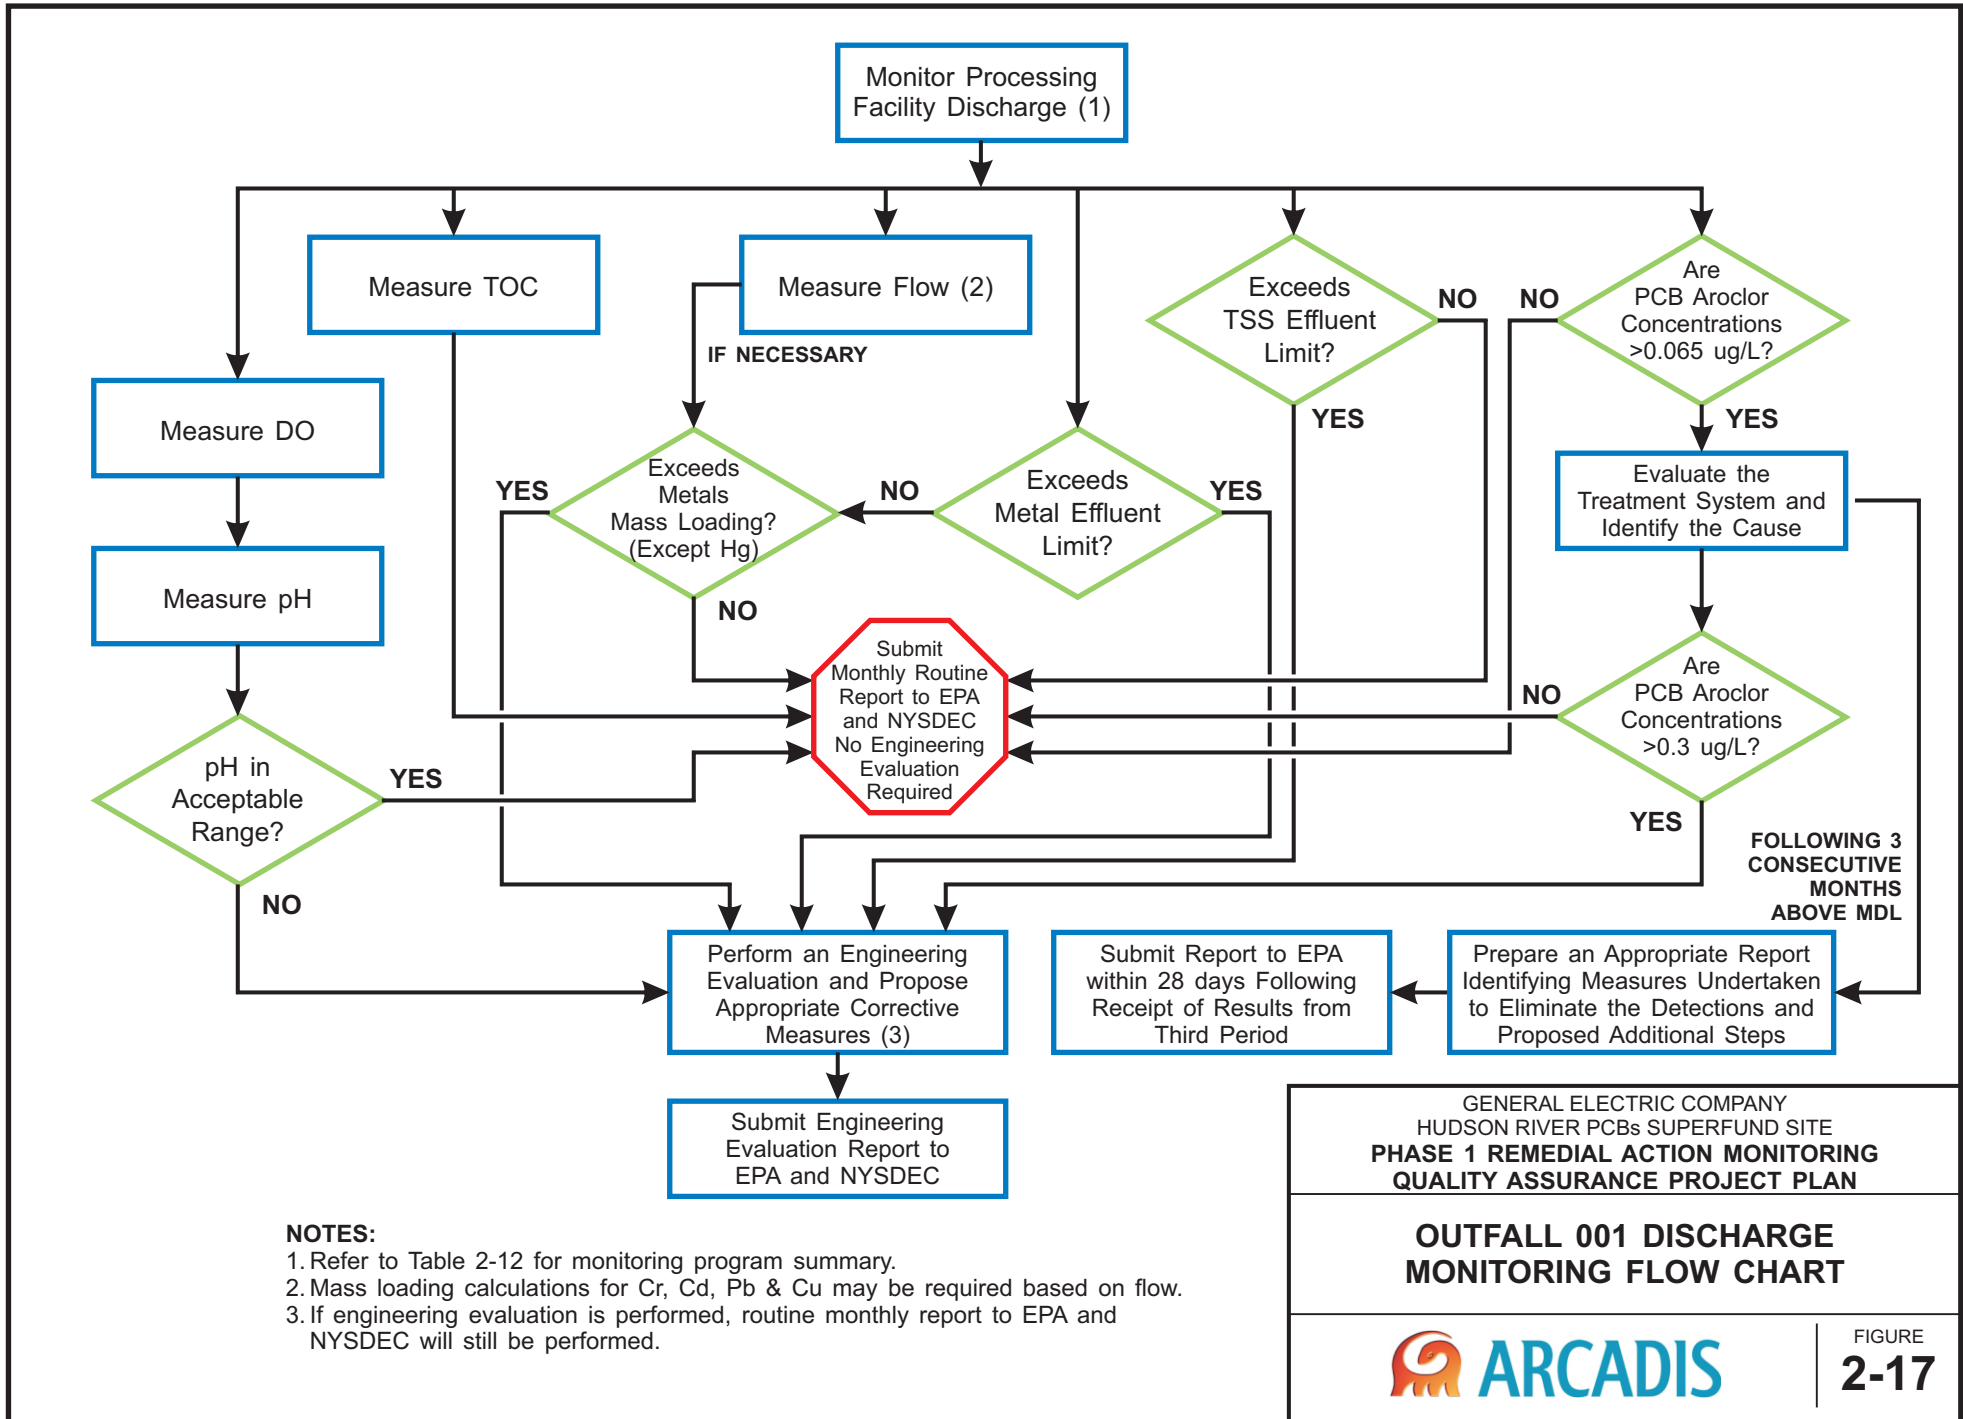 Monitor Processing
Facility Discharge (1)
Measure TOC
Measure Flow (2)
IF NECESSARY
Exceeds
TSS Effluent
Limit?
NO
YES
Are
PCB Aroclor
Concentrations
>0.065 ug/L?
NO
YES
Measure DO
Measure pH
Exceeds
Metals
Mass Loading?
(Except Hg)
YES
NO
Exceeds
Metal Effluent
Limit?
NO
YES
Evaluate the
Treatment System and
Identify the Cause
Submit
Monthly Routine
Report to EPA
and NYSDEC
No Engineering
Evaluation
Required
Are
PCB Aroclor
Concentrations
>0.3 ug/L?
NO
YES
pH in
Acceptable
Range?
YES
NO
FOLLOWING 3
CONSECUTIVE
MONTHS
ABOVE MDL
Perform an Engineering
Evaluation and Propose
Appropriate Corrective
Measures (3)
Submit Report to EPA
within 28 days Following
Receipt of Results from
Third Period
Prepare an Appropriate Report
Identifying Measures Undertaken
to Eliminate the Detections and
Proposed Additional Steps
Submit Engineering
Evaluation Report to
EPA and NYSDEC
NOTES:
1. Refer to Table 2-12 for monitoring program summary.
2. Mass loading calculations for Cr, Cd, Pb & Cu may be required based on flow.
3. If engineering evaluation is performed, routine monthly report to EPA and
NYSDEC will still be performed.
GENERAL ELECTRIC COMPANY
HUDSON RIVER PCBs SUPERFUND SITE
PHASE 1 REMEDIAL ACTION MONITORING
QUALITY ASSURANCE PROJECT PLAN
OUTFALL 001 DISCHARGE
MONITORING FLOW CHART
ARCADIS
FIGURE
2-17